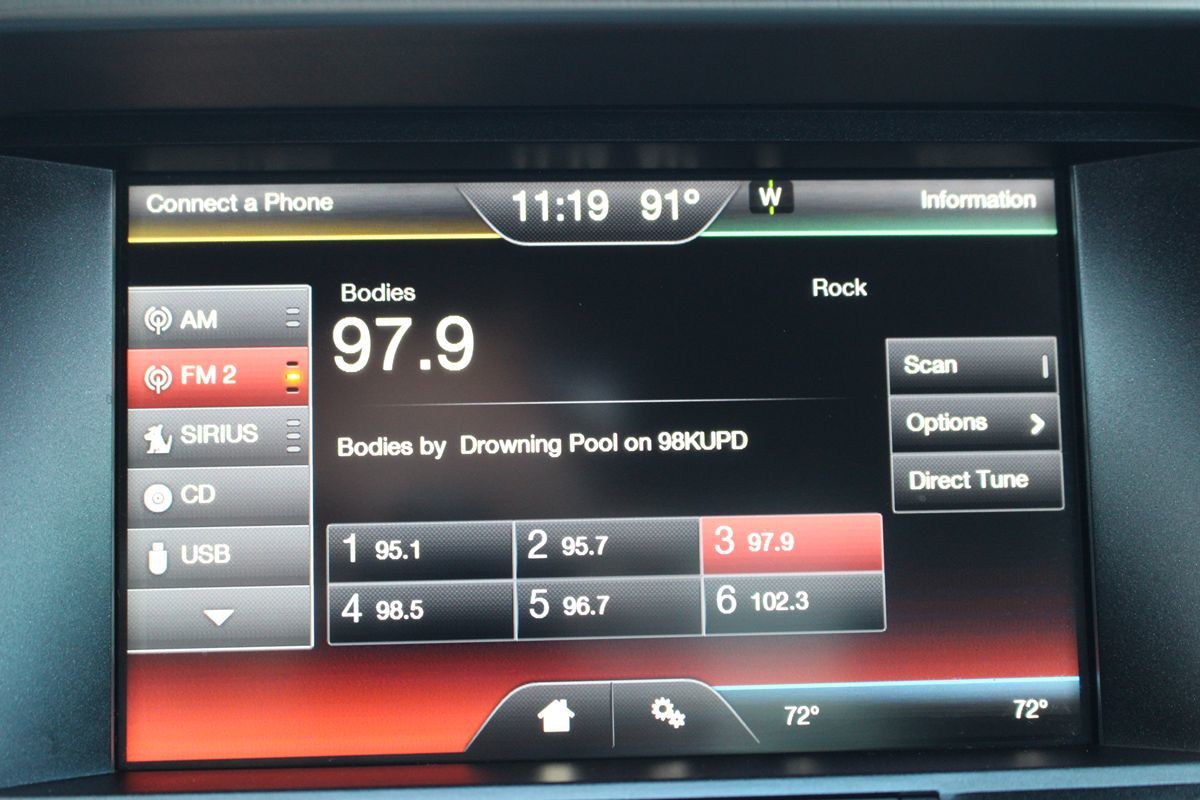 Connect a Phone
11:19 91°
W
Information
AM
FM 2
SIRIUS
CD
USB
Bodies
Rock
97.9
Bodies by Drowning Pool on 98KUPD
Scan
Options
Direct Tune
1 95.1
2 95.7
3 97.9
4 98.5
5 96.7
6 102.3
72°
72°